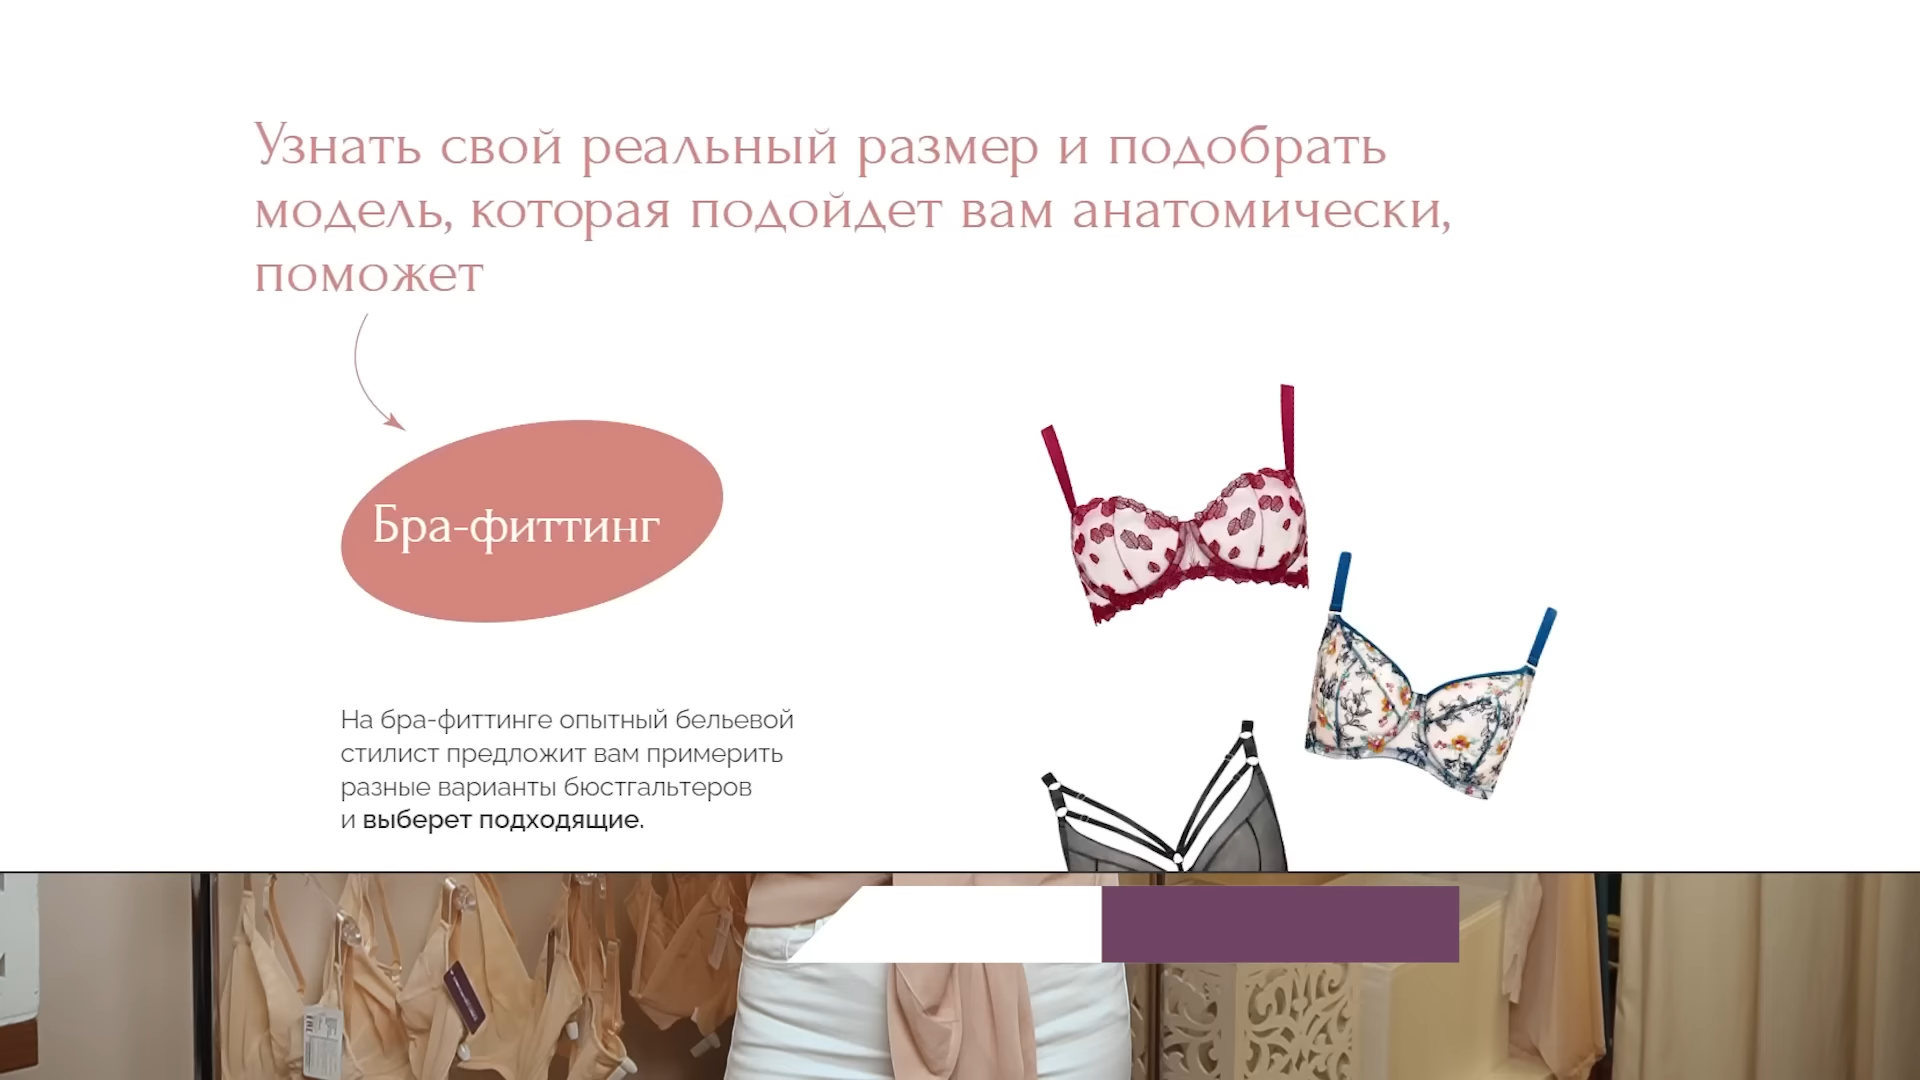 Узнать свой реальный размер и подобрать
модель, которая подойдет вам анатомически,
поможет
Бра-фиттинг
На бра-фиттинге опытный бельевой
стилист предложит вам примерить
разные варианты бюстгальтеров
и выберет подходящие.